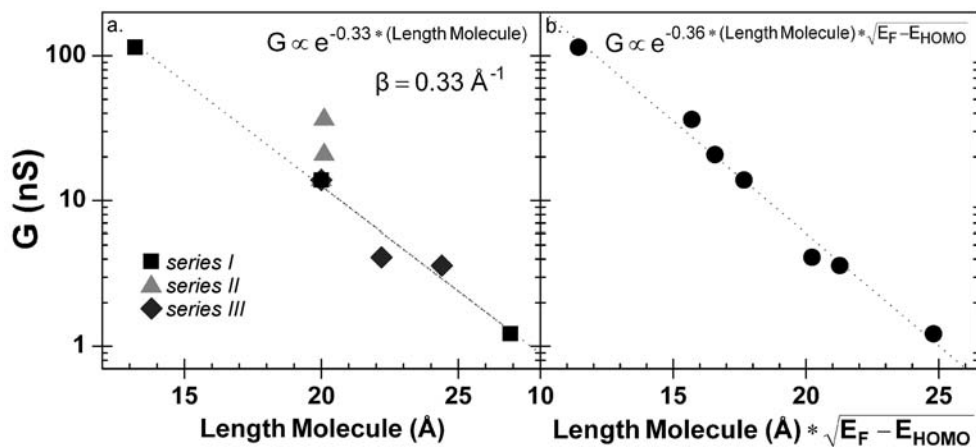 a.
G ∝ e^-0.33*(Length Molecule)
β = 0.33 Å^-1
b.
G ∝ e^-0.36*(Length Molecule)*√E_F−E_HOMO
100
10
1
G (nS)
series I
series II
series III
15 20 25 10 15 20 25
Length Molecule (Å)
Length Molecule (Å) * √E_F − E_HOMO